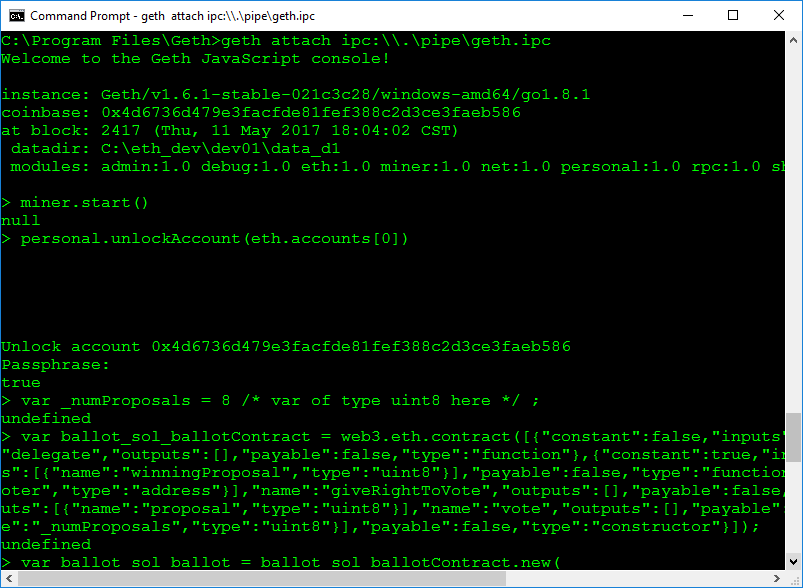 Command Prompt - geth  attach ipc:\\.\pipe\geth.ipc
C:\Program Files\Geth>geth attach ipc:\\.\pipe\geth.ipc
Welcome to the Geth JavaScript console!
instance: Geth/v1.6.1-stable-021c3c28/windows-amd64/go1.8.1
coinbase: 0x4d6736d479e3facfde81fef388c2d3ce3faeb586
at block: 2417 (Thu, 11 May 2017 18:04:02 CST)
 datadir: C:\eth_dev\dev01\data_d1
 modules: admin:1.0 debug:1.0 eth:1.0 miner:1.0 net:1.0 personal:1.0 rpc:1.0 sh
> miner.start()
null
> personal.unlockAccount(eth.accounts[0])
Unlock account 0x4d6736d479e3facfde81fef388c2d3ce3faeb586
Passphrase:
true
> var _numProposals = 8 /* var of type uint8 here */ ;
undefined
> var ballot_sol_ballotContract = web3.eth.contract([{"constant":false,"inputs"
"delegate","outputs":[],"payable":false,"type":"function"},{"constant":true,"in
s":[{"name":"winningProposal","type":"uint8"}],"payable":false,"type":"function
oter","type":"address"}],"name":"giveRightToVote","outputs":[],"payable":false,
uts":[{"name":"proposal","type":"uint8"}],"name":"vote","outputs":[],"payable":
e":"_numProposals","type":"uint8"}],"payable":false,"type":"constructor"}]);
undefined
> var ballot_sol_ballot = ballot_sol_ballotContract.new(